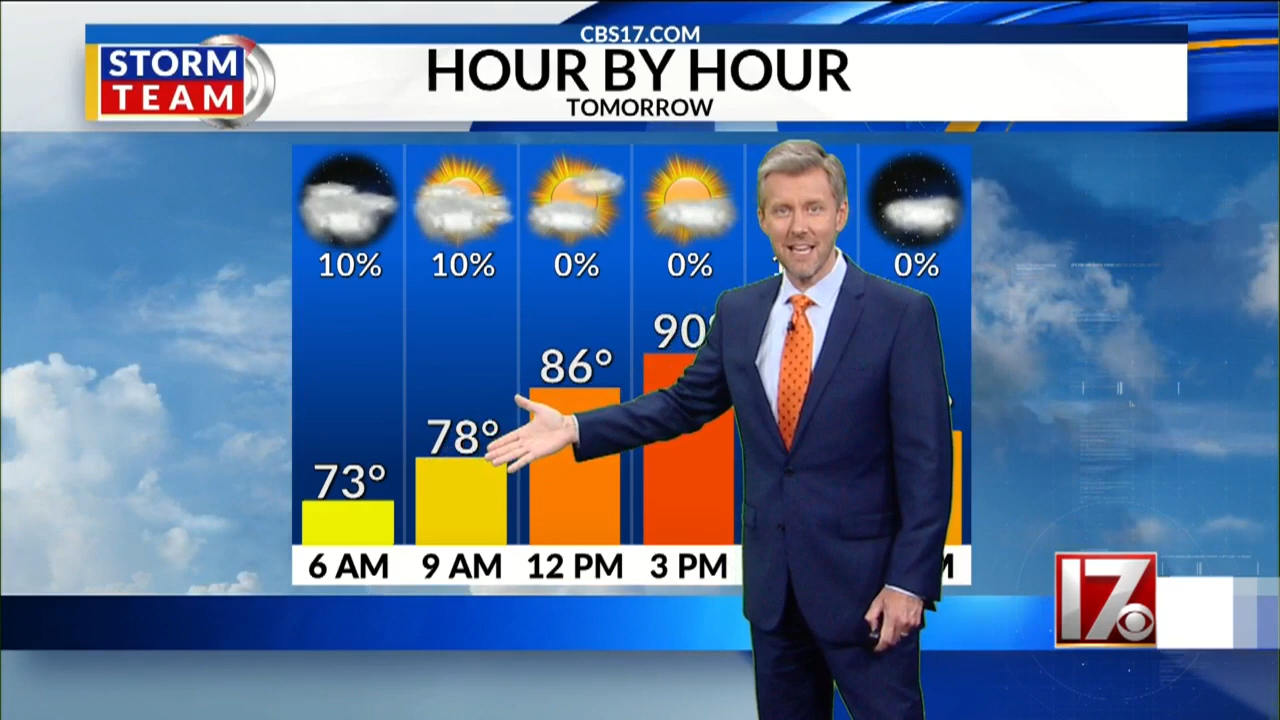 CBS17.COM
STORM
TEAM
HOUR BY HOUR
TOMORROW
10% 10% 0% 0% 0%
90
86°
78°
73°
6 AM 9 AM 12 PM 3 PM
17